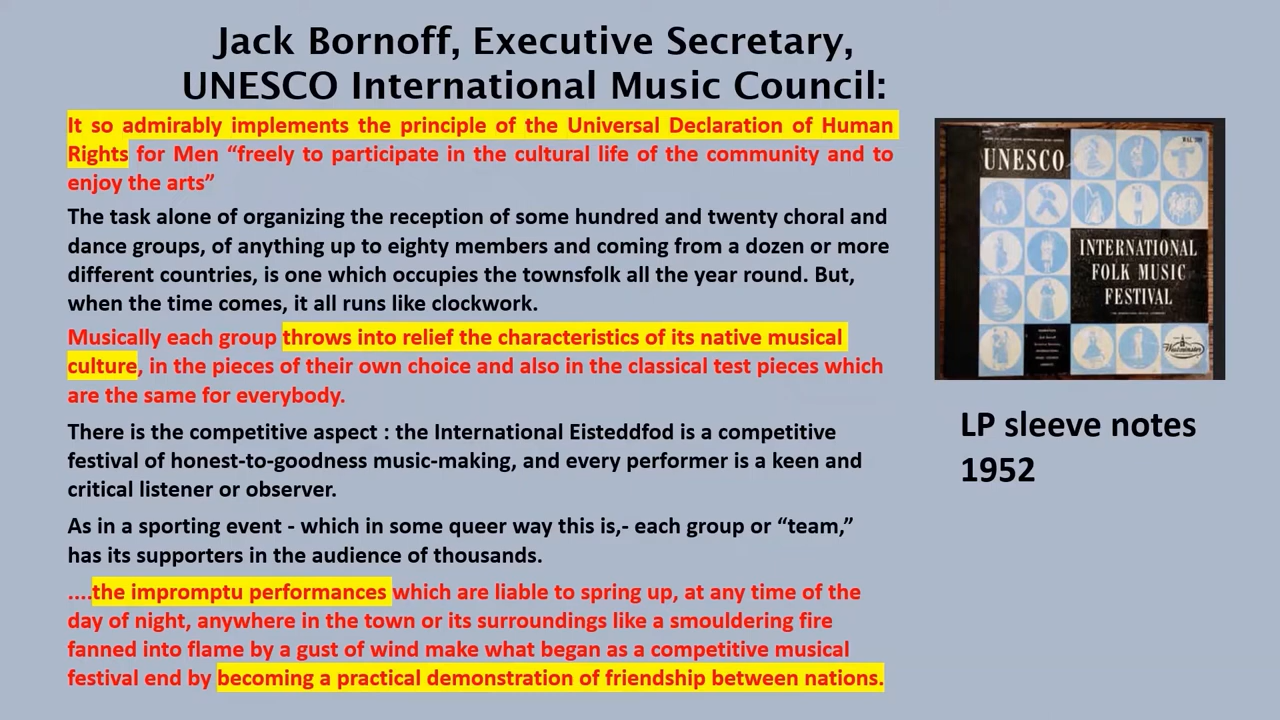 Jack Bornoff, Executive Secretary,
UNESCO International Music Council:
It so admirably implements the principle of the Universal Declaration of Human
Rights for Men “freely to participate in the cultural life of the community and to
enjoy the arts”
The task alone of organizing the reception of some hundred and twenty choral and
dance groups, of anything up to eighty members and coming from a dozen or more
different countries, is one which occupies the townsfolk all the year round. But,
when the time comes, it all runs like clockwork.
Musically each group throws into relief the characteristics of its native musical
culture, in the pieces of their own choice and also in the classical test pieces which
are the same for everybody.
There is the competitive aspect : the International Eisteddfod is a competitive
festival of honest-to-goodness music-making, and every performer is a keen and
critical listener or observer.
As in a sporting event - which in some queer way this is,- each group or “team,”
has its supporters in the audience of thousands.
....the impromptu performances which are liable to spring up, at any time of the
day of night, anywhere in the town or its surroundings like a smouldering fire
fanned into flame by a gust of wind make what began as a competitive musical
festival end by becoming a practical demonstration of friendship between nations.
UNESCO
INTERNATIONAL
FOLK MUSIC
FESTIVAL
Westminster
LP sleeve notes
1952